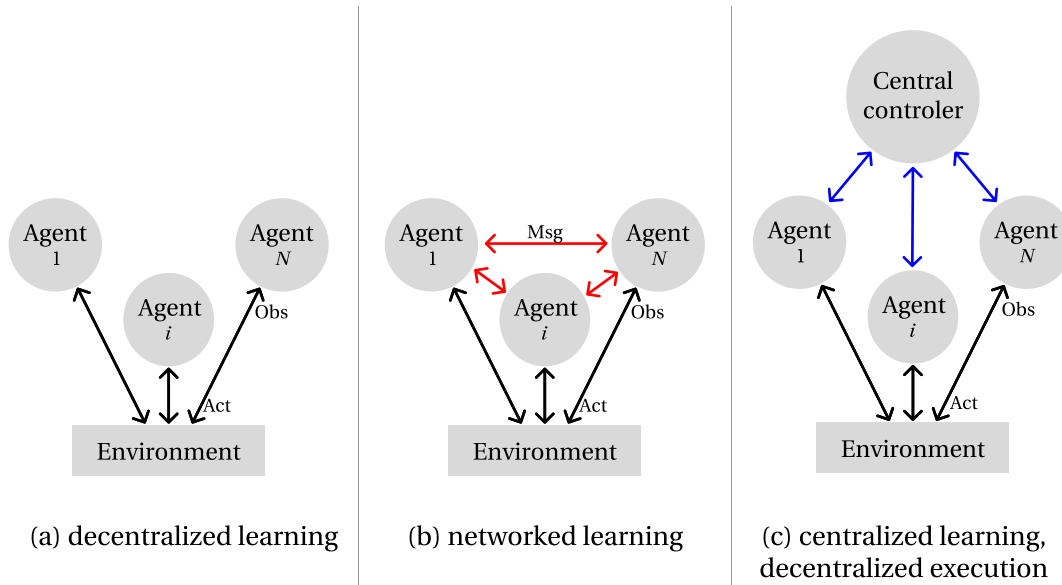 Agent
1
Agent
N
Agent
i
Obs
Act
Environment
(a) decentralized learning
Agent
1
Msg
Agent
N
Agent
i
Obs
Act
Environment
(b) networked learning
Central
controler
Agent
1
Agent
N
Agent
i
Obs
Act
Environment
(c) centralized learning,
decentralized execution